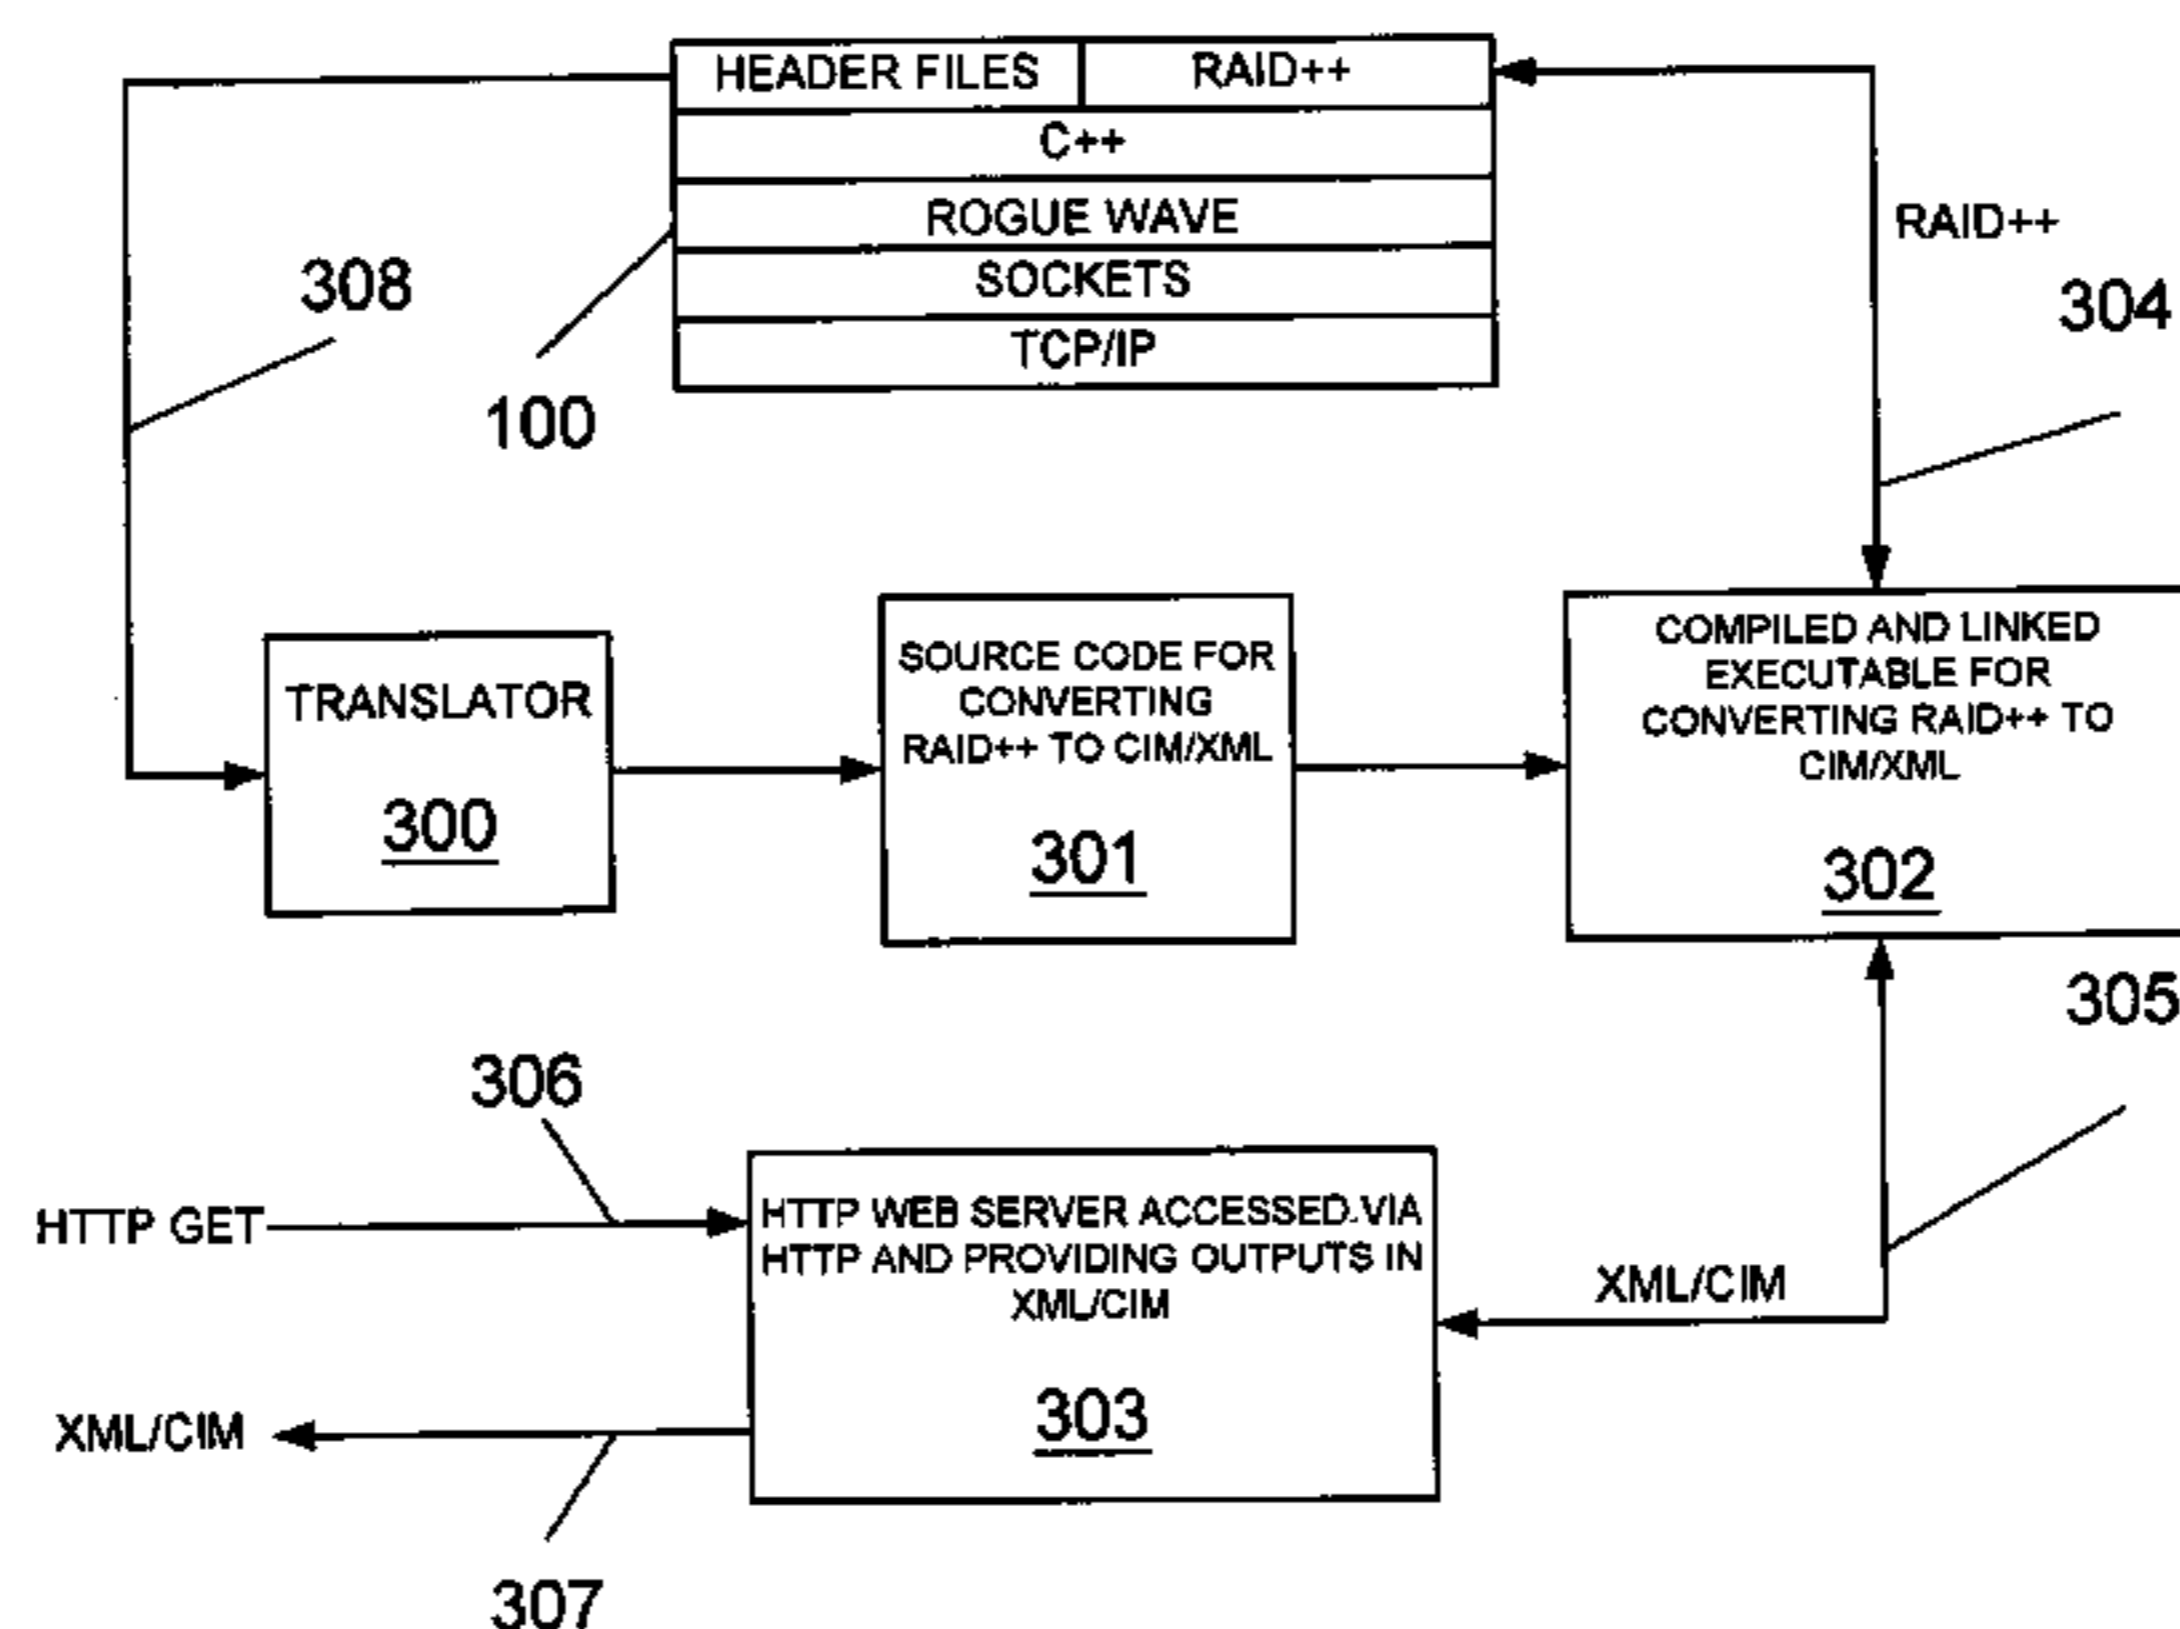 HEADER FILES RAID++
C++
ROGUE WAVE
SOCKETS
TCP/IP
RAID++
308
304
100
TRANSLATOR
300
SOURCE CODE FOR
CONVERTING
RAID++ TO CIM/XML
301
COMPILED AND LINKED
EXECUTABLE FOR
CONVERTING RAID++ TO
CIM/XML
302
305
306
HTTP GET
HTTP WEB SERVER ACCESSED VIA
HTTP AND PROVIDING OUTPUTS IN
XML/CIM
303
XML/CIM
XML/CIM
307